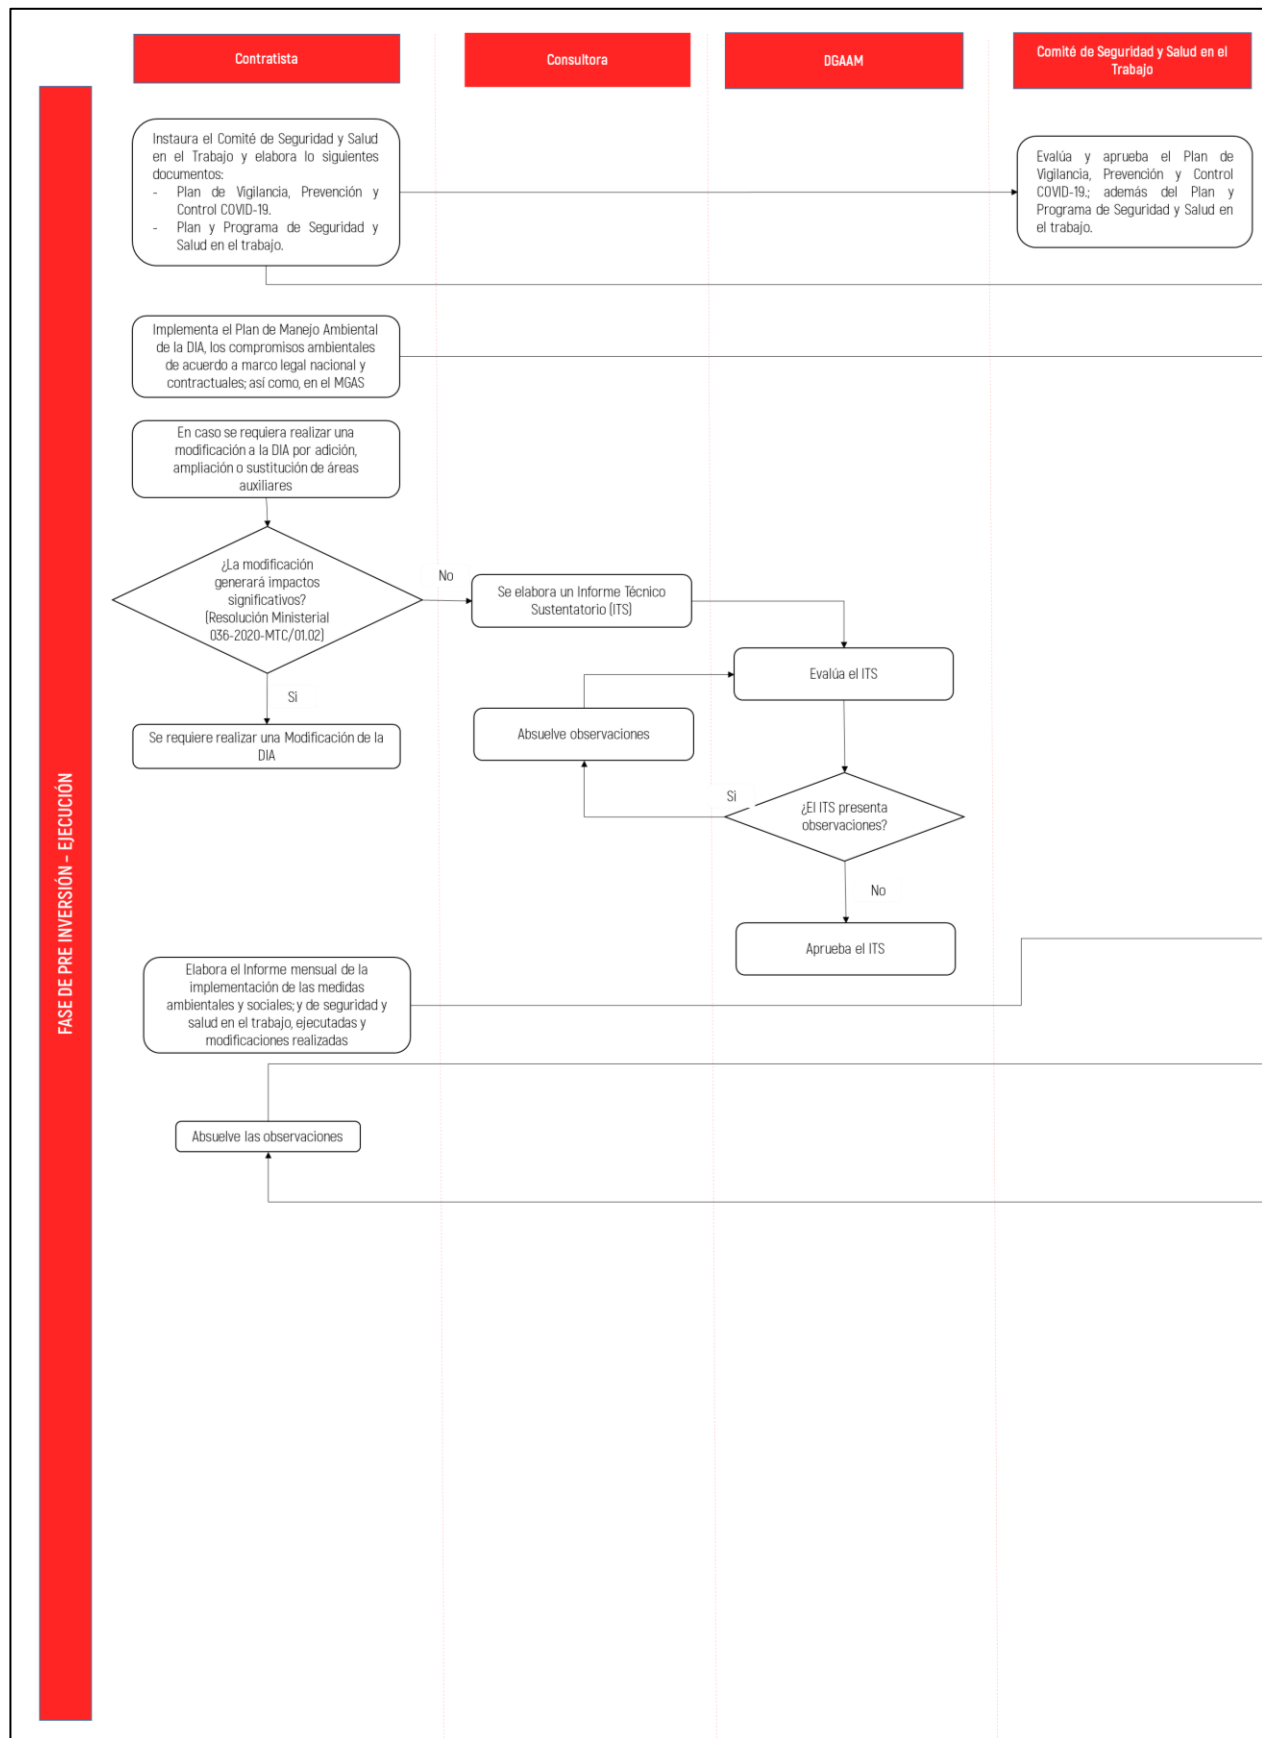 Contratista
Consultora
DGAAM
Comité de Seguridad y Salud en el
Trabajo
FASE DE PRE INVERSIÓN – EJECUCIÓN
Instaura el Comité de Seguridad y Salud
en el Trabajo y elabora lo siguientes
documentos:
- Plan de Vigilancia, Prevención y
Control COVID-19.
- Plan y Programa de Seguridad y
Salud en el trabajo.
Evalúa y aprueba el Plan de
Vigilancia, Prevención y Control
COVID-19.; además del Plan y
Programa de Seguridad y Salud en
el trabajo.
Implementa el Plan de Manejo Ambiental
de la DIA, los compromisos ambientales
de acuerdo a marco legal nacional y
contractuales; así como, en el MGAS
En caso se requiera realizar una
modificación a la DIA por adición,
ampliación o sustitución de áreas
auxiliares
¿La modificación
generará impactos
significativos?
(Resolución Ministerial
036-2020-MTC/01.02)
No
Se elabora un Informe Técnico
Sustentatorio (ITS)
Evalúa el ITS
Si
Se requiere realizar una Modificación de la
DIA
Absuelve observaciones
Si
¿El ITS presenta
observaciones?
No
Aprueba el ITS
Elabora el Informe mensual de la
implementación de las medidas
ambientales y sociales; y de seguridad y
salud en el trabajo, ejecutadas y
modificaciones realizadas
Absuelve las observaciones